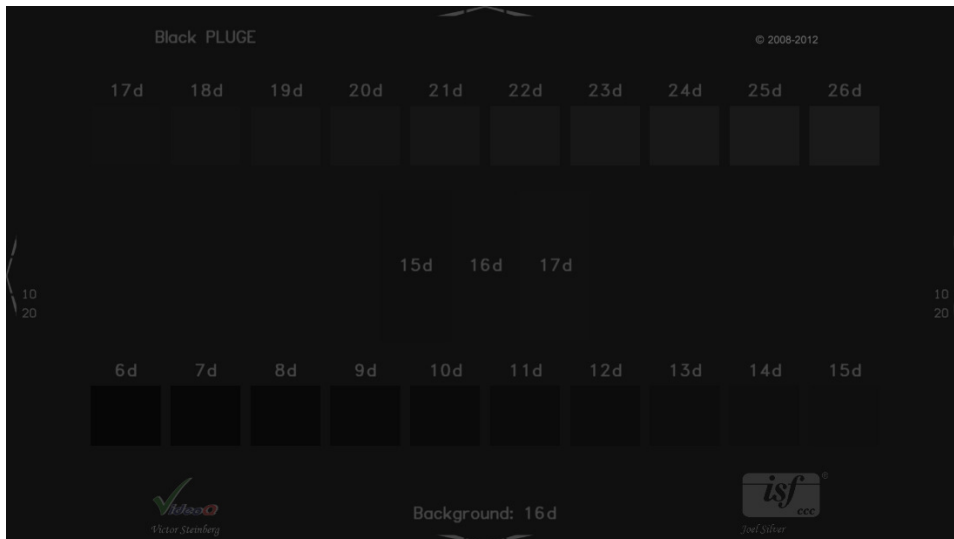 Black PLUGE
© 2008-2012
17d 18d 19d 20d 21d 22d 23d 24d 25d 26d
15d 16d 17d
10 10
20 20
6d 7d 8d 9d 10d 11d 12d 13d 14d 15d
VideoQ
isf®
ccc
Victor Steinberg
Background: 16d
Joel Silver